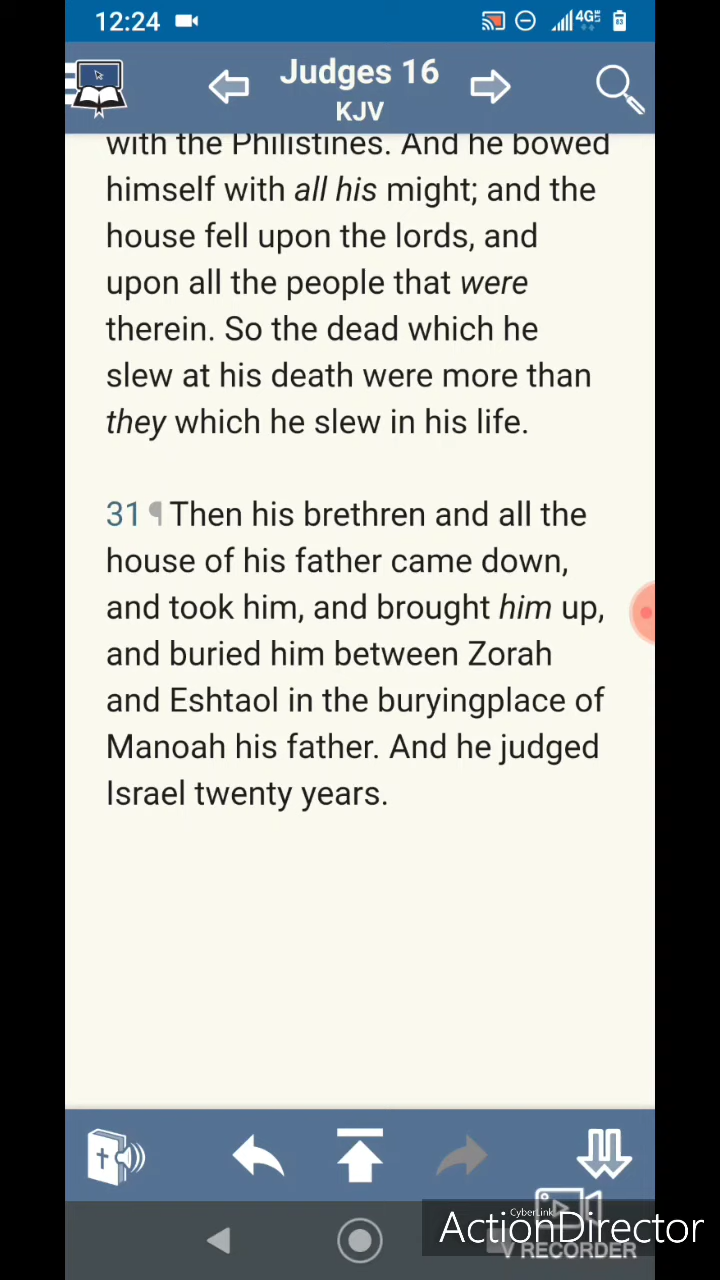 12:24
4GE
83
Judges 16
KJV
with the Philistines. And he bowed
himself with all his might; and the
house fell upon the lords, and
upon all the people that were
therein. So the dead which he
slew at his death were more than
they which he slew in his life.
31 ¶ Then his brethren and all the
house of his father came down,
and took him, and brought him up,
and buried him between Zorah
and Eshtaol in the buryingplace of
Manoah his father. And he judged
Israel twenty years.
CyberLink
ActionDirector
V RECORDER